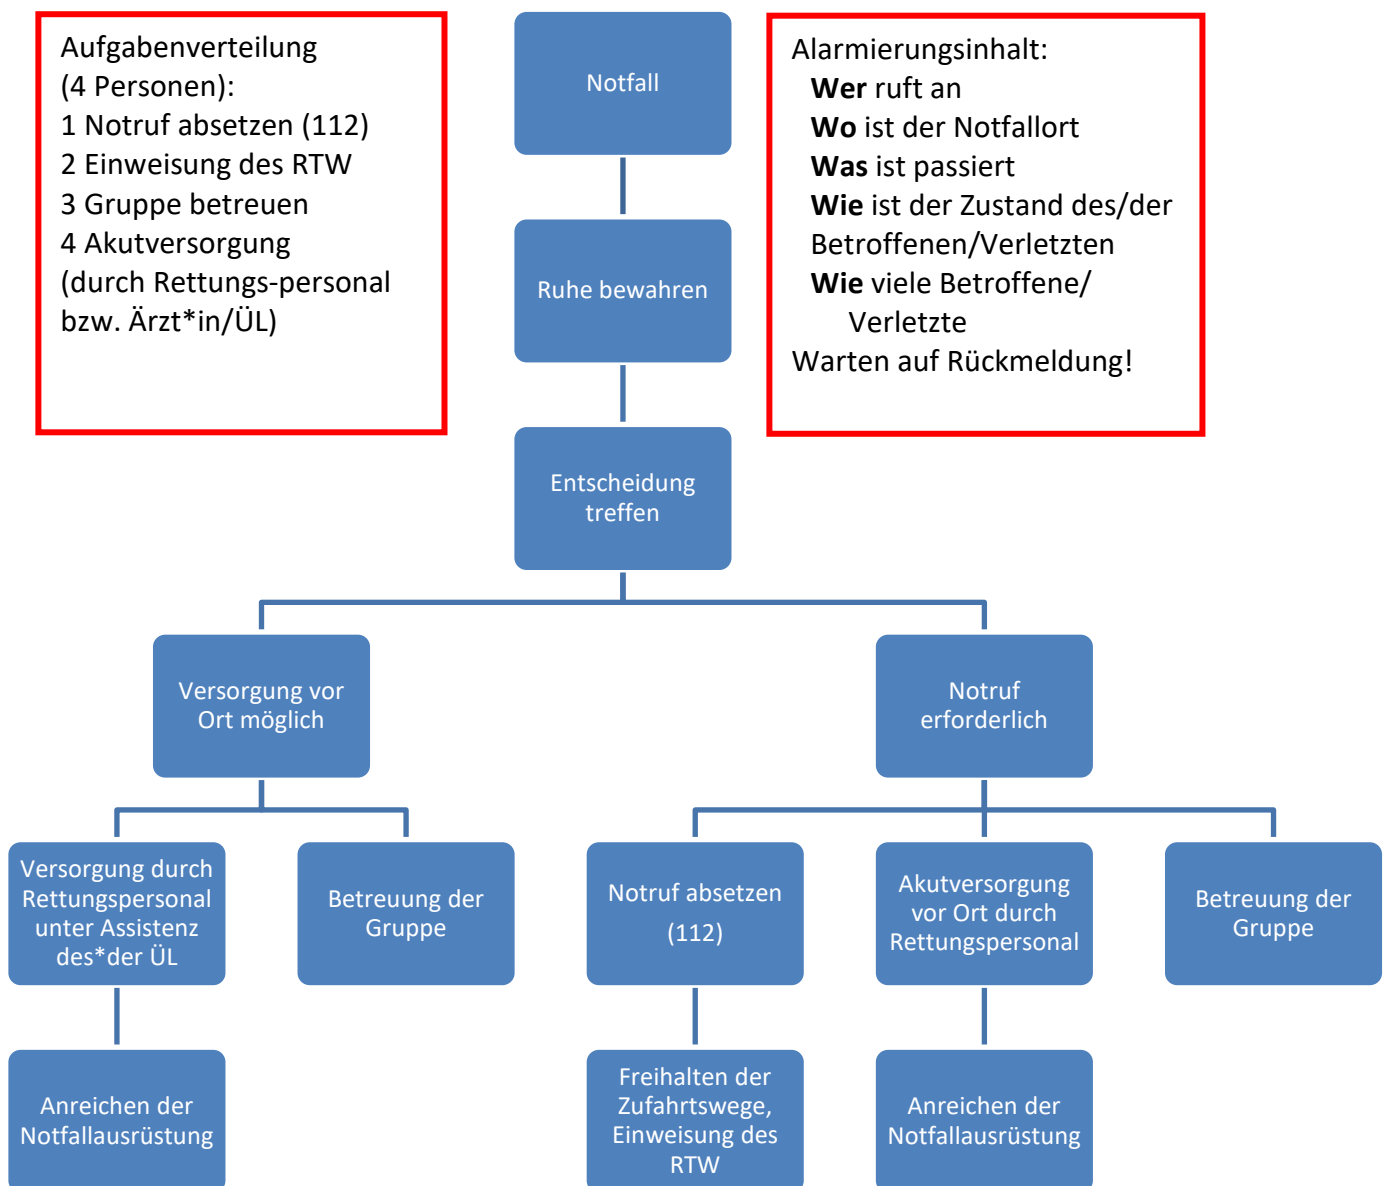 Aufgabenverteilung
(4 Personen):
1 Notruf absetzen (112)
2 Einweisung des RTW
3 Gruppe betreuen
4 Akutversorgung
(durch Rettungs-personal
bzw. Ärzt*in/ÜL)
Notfall
Alarmierungsinhalt:
Wer ruft an
Wo ist der Notfallort
Was ist passiert
Wie ist der Zustand des/der
Betroffenen/Verletzten
Wie viele Betroffene/
Verletzte
Warten auf Rückmeldung!
Ruhe bewahren
Entscheidung
treffen
Versorgung vor
Ort möglich
Notruf
erforderlich
Versorgung durch
Rettungspersonal
unter Assistenz
des*der ÜL
Betreuung der
Gruppe
Notruf absetzen
(112)
Akutversorgung
vor Ort durch
Rettungspersonal
Betreuung der
Gruppe
Anreichen der
Notfallausrüstung
Freihalten der
Zufahrtswege,
Einweisung des
RTW
Anreichen der
Notfallausrüstung